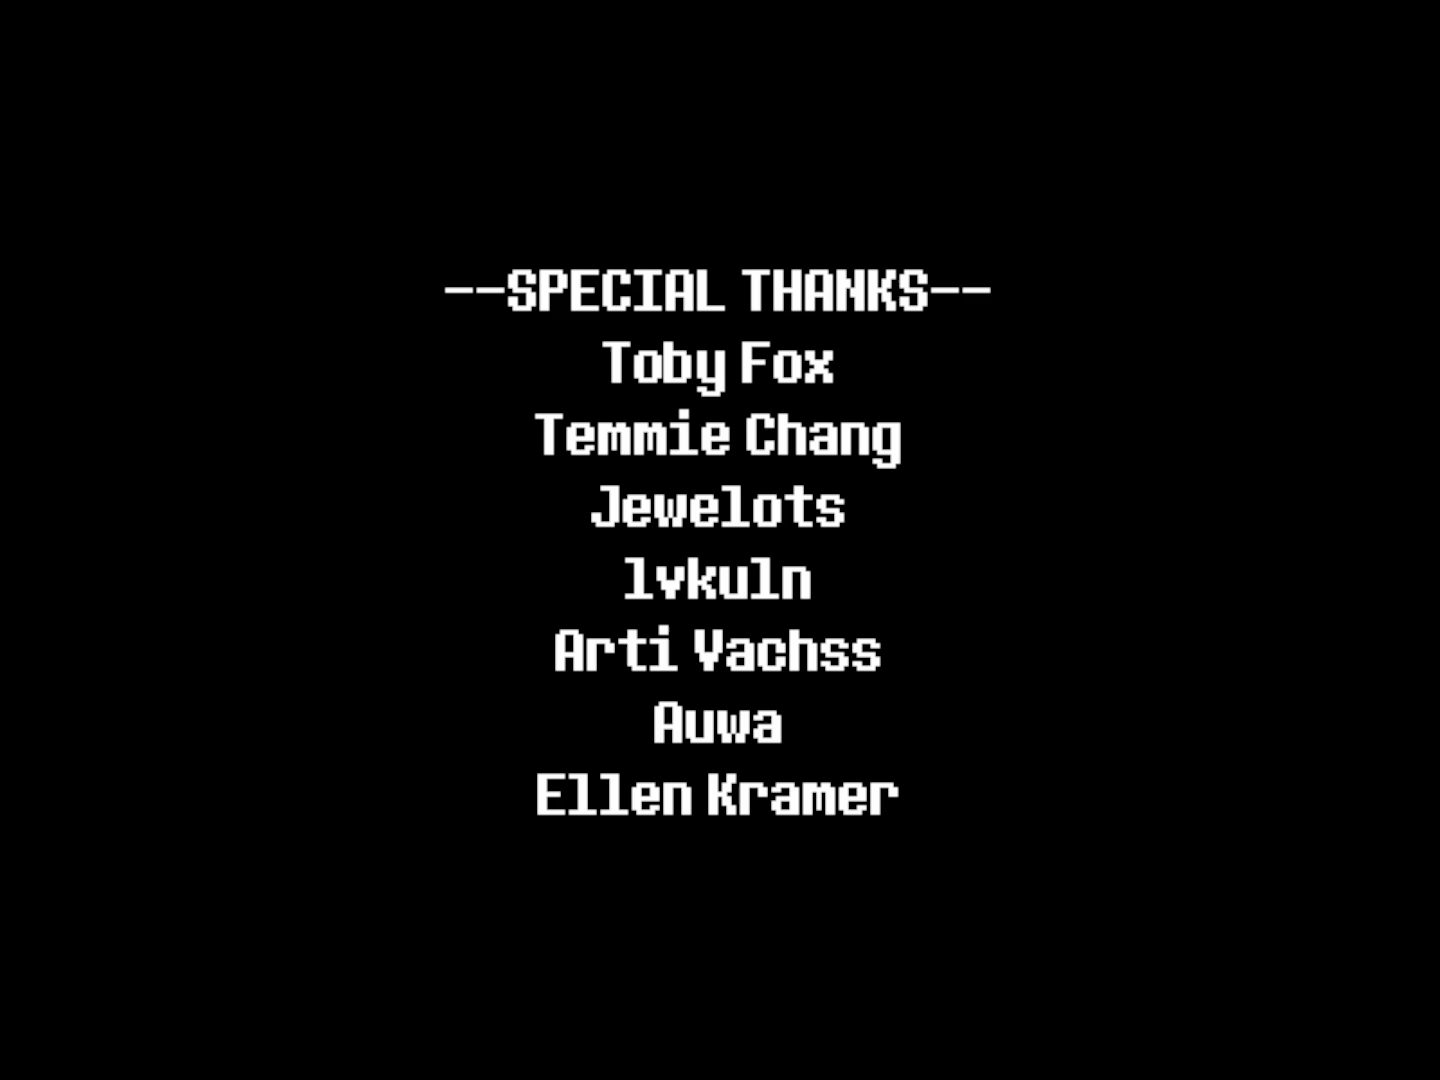 --SPECIAL THANKS--
Toby Fox
Temmie Chang
Jewelots
lvkuln
Arti Vachss
Auwa
Ellen Kramer